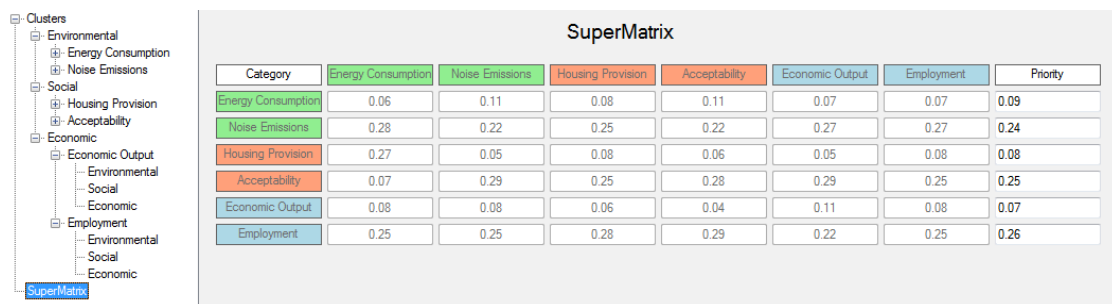 Clusters
Environmental
Energy Consumption
Noise Emissions
Social
Housing Provision
Acceptability
Economic
Economic Output
Environmental
Social
Economic
Employment
Environmental
Social
Economic
SuperMatrix
SuperMatrix
Category Energy Consumption Noise Emissions Housing Provision Acceptability Economic Output Employment Priority
Energy Consumption 0.06 0.11 0.08 0.11 0.07 0.07 0.09
Noise Emissions 0.28 0.22 0.25 0.22 0.27 0.27 0.24
Housing Provision 0.27 0.05 0.08 0.06 0.05 0.08 0.08
Acceptability 0.07 0.29 0.25 0.28 0.29 0.25 0.25
Economic Output 0.08 0.08 0.06 0.04 0.11 0.08 0.07
Employment 0.25 0.25 0.28 0.29 0.22 0.25 0.26